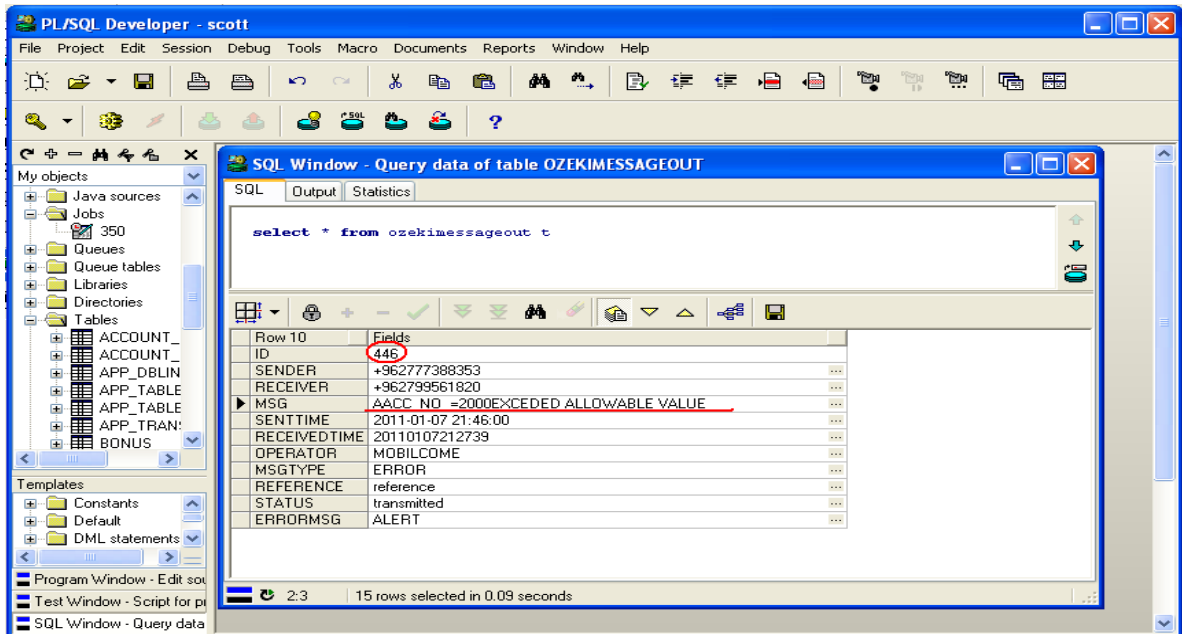 PL/SQL Developer - scott
File Project Edit Session Debug Tools Macro Documents Reports Window Help
SQL
?
My objects
Java sources
Jobs
350
Queues
Queue tables
Libraries
Directories
Tables
ACCOUNT_
ACCOUNT_
APP_DBLIN
APP_TABLE
APP_TABLE
APP_TRAN
BONUS
Templates
Constants
Default
DML statements
Program Window - Edit sou
Test Window - Script for pr
SQL Window - Query data
SQL Window - Query data of table OZEKIMESSAGEOUT
SQL Output Statistics
select * from ozekimessageout t
Row 10 Fields
ID 446
SENDER +962777388353 ...
RECEIVER +962799561820 ...
MSG AACC_NO_=2000EXCEDED ALLOWABLE VALUE ...
SENTTIME 2011-01-07 21:46:00 ...
RECEIVEDTIME 20110107212739 ...
OPERATOR MOBILCOME ...
MSGTYPE ERROR ...
REFERENCE reference ...
STATUS transmitted ...
ERRORMSG ALERT ...
2:3 15 rows selected in 0.09 seconds